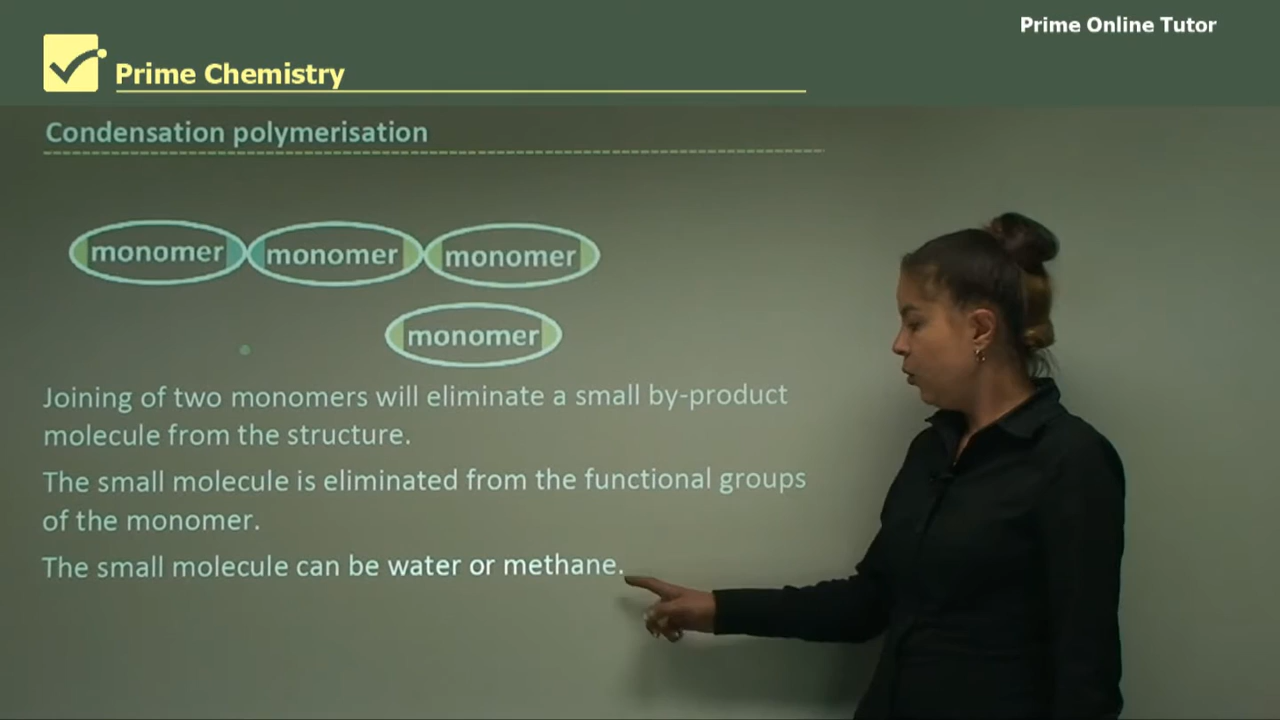 Prime Online Tutor
Prime Chemistry
Condensation polymerisation
monomer monomer monomer
monomer
Joining of two monomers will eliminate a small by-product
molecule from the structure.
The small molecule is eliminated from the functional groups
of the monomer.
The small molecule can be water or methane.